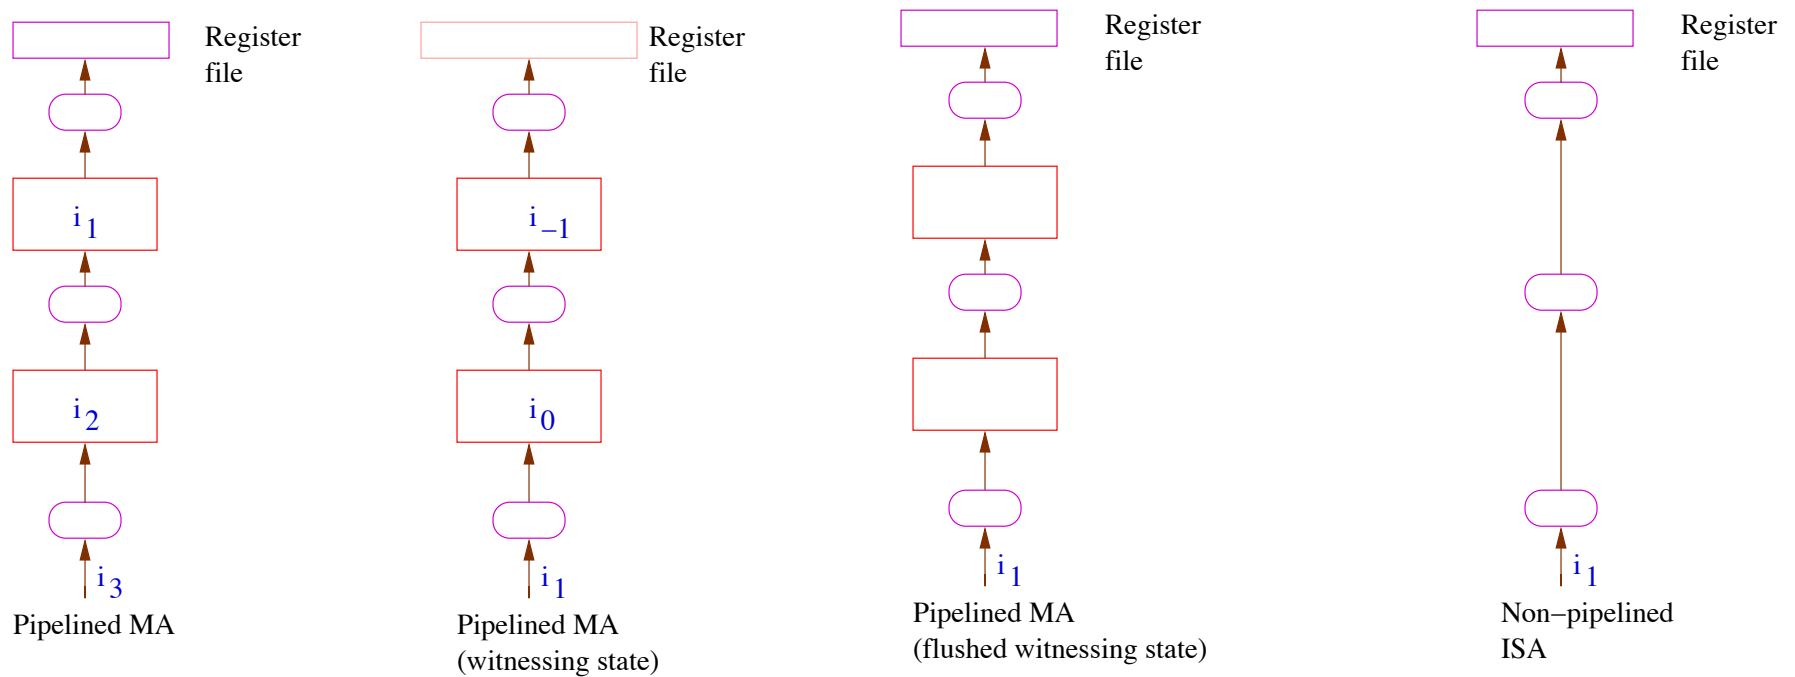 Register
file
i1
i2
i3
Pipelined MA
Register
file
i–1
i0
i1
Pipelined MA
(witnessing state)
Register
file
i1
Pipelined MA
(flushed witnessing state)
Register
file
i1
Non–pipelined
ISA